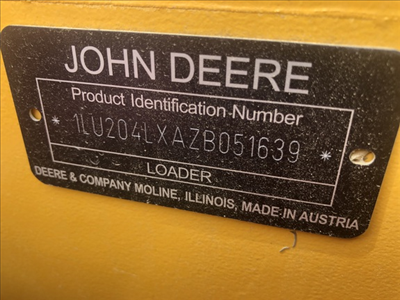 JOHN DEERE
Product Identification Number
* 1LU204LXAZB051639 *
LOADER
DEERE & COMPANY MOLINE, ILLINOIS, MADE IN AUSTRIA